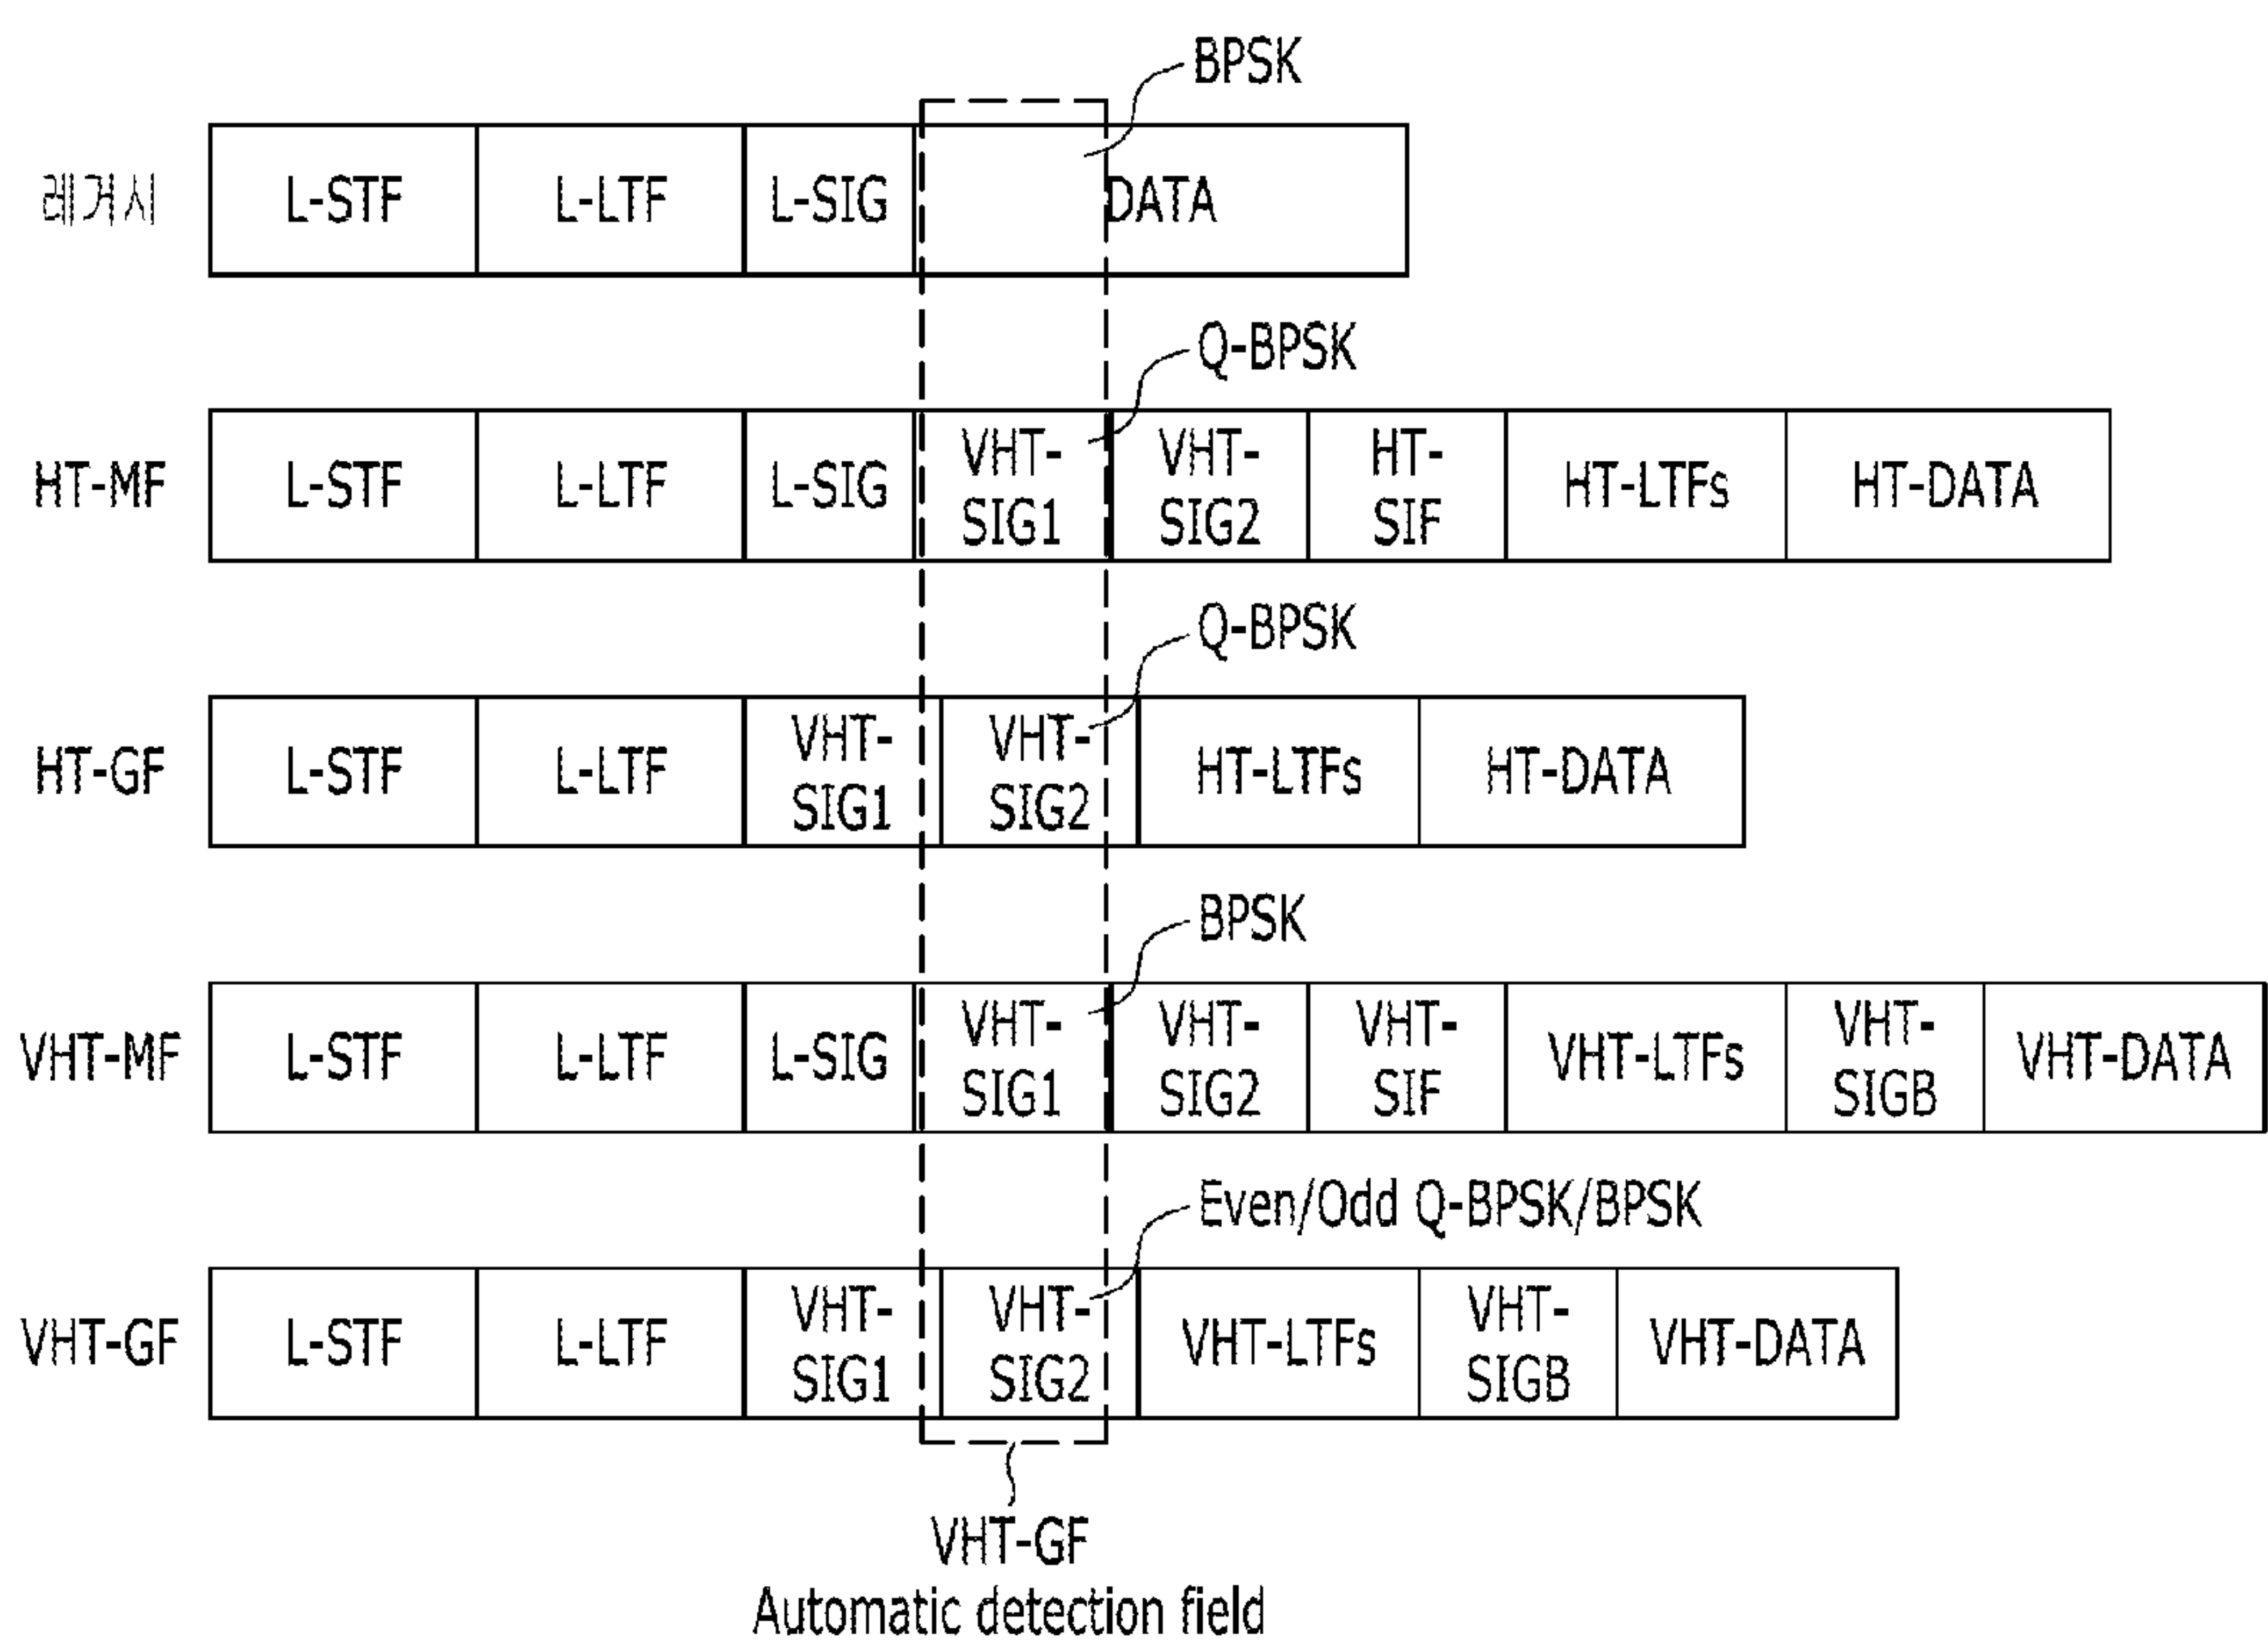 BPSK
레거시 L-STF L-LTF L-SIG DATA
Q-BPSK
HT-MF L-STF L-LTF L-SIG VHT-SIG1 VHT-SIG2 HT-SIF HT-LTFs HT-DATA
Q-BPSK
HT-GF L-STF L-LTF VHT-SIG1 VHT-SIG2 HT-LTFs HT-DATA
BPSK
VHT-MF L-STF L-LTF L-SIG VHT-SIG1 VHT-SIG2 VHT-SIF VHT-LTFs VHT-SIGB VHT-DATA
Even/Odd Q-BPSK/BPSK
VHT-GF L-STF L-LTF VHT-SIG1 VHT-SIG2 VHT-LTFs VHT-SIGB VHT-DATA
VHT-GF
Automatic detection field